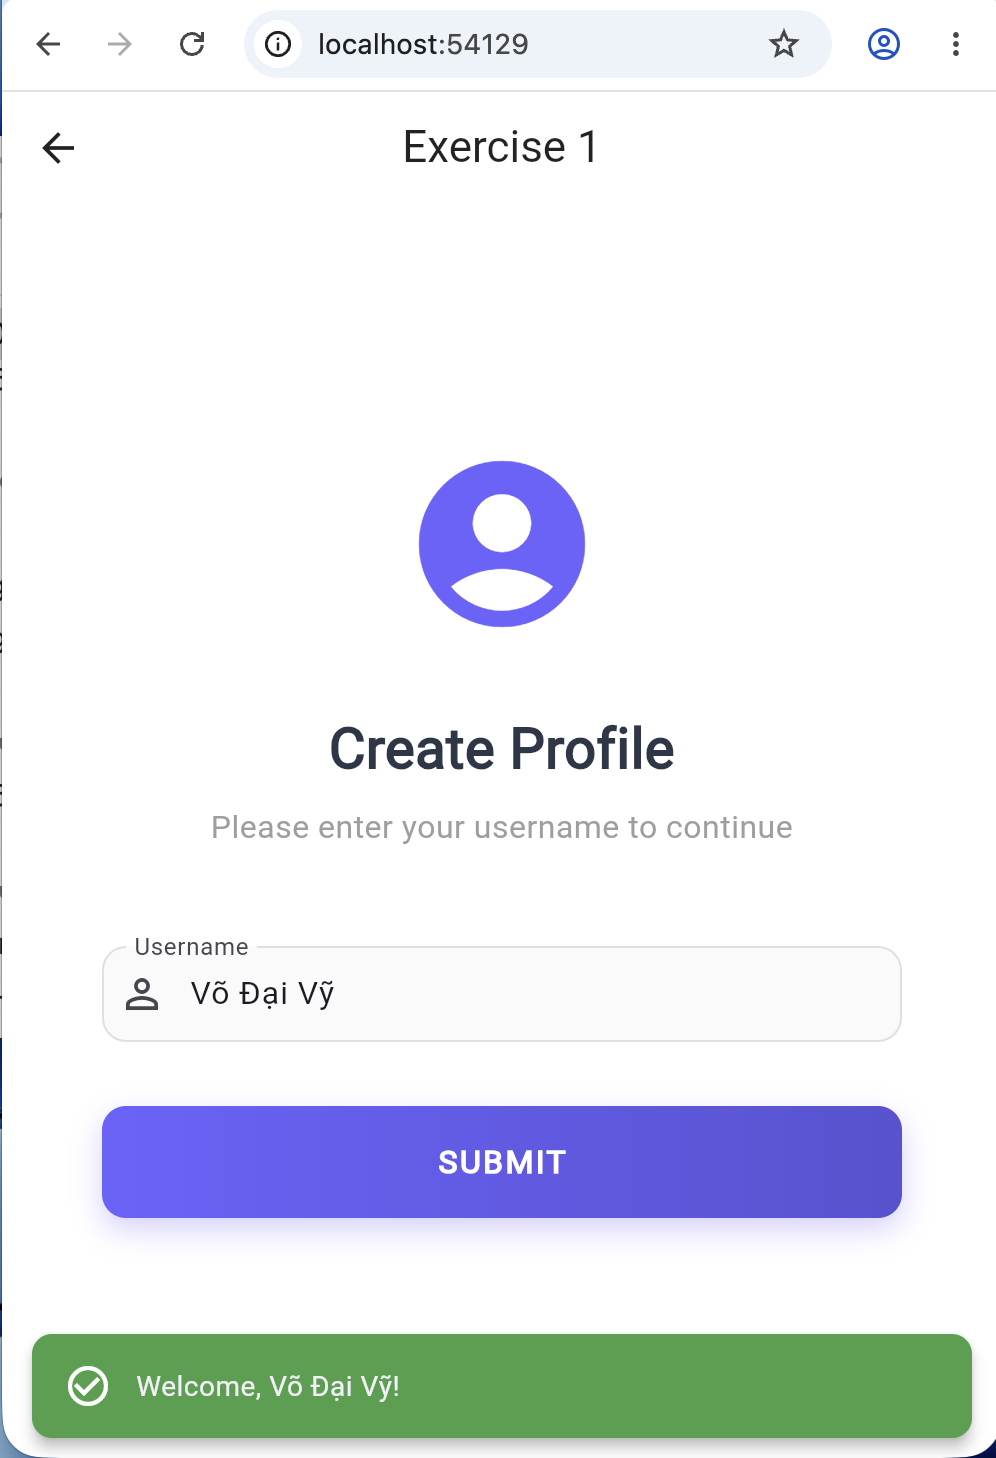 localhost:54129
Exercise 1
Create Profile
Please enter your username to continue
Username
Võ Đại Vỹ
SUBMIT
Welcome, Võ Đại Vỹ!